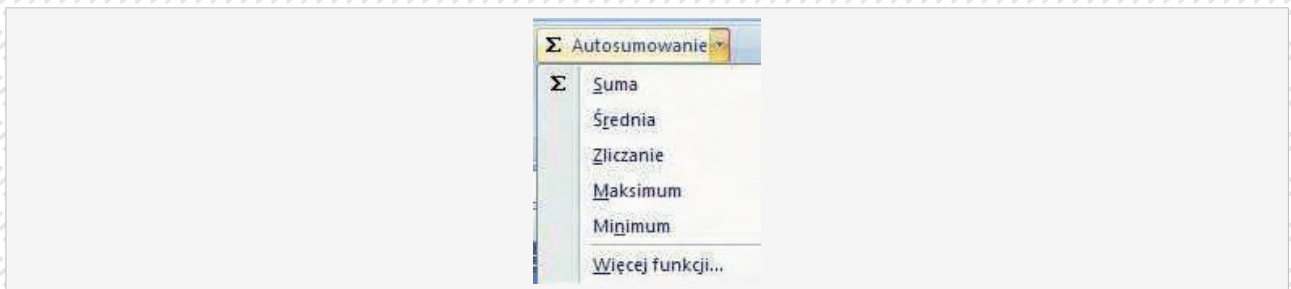 Σ Autosumowanie
Σ Suma
Średnia
Zliczanie
Maksimum
Minimum
Więcej funkcji...